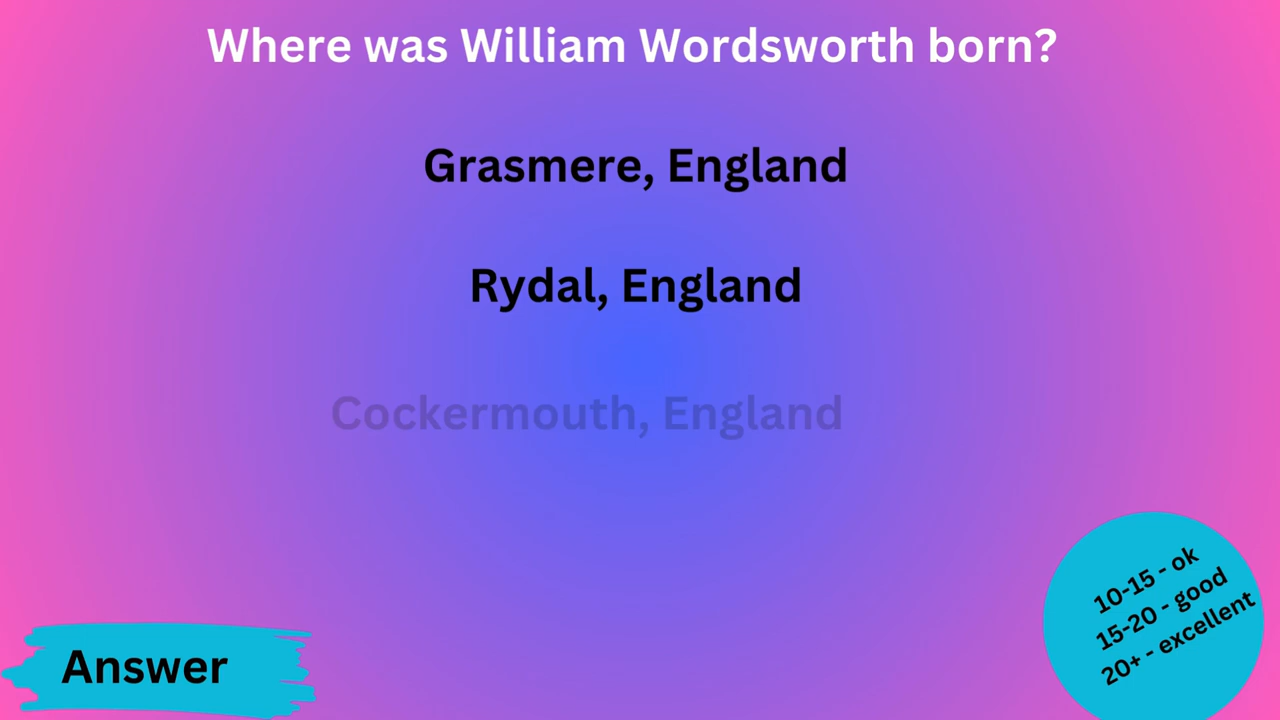 Where was William Wordsworth born?
Grasmere, England
Rydal, England
Cockermouth, England
10-15 - ok
15-20 - good
20+ - excellent
Answer